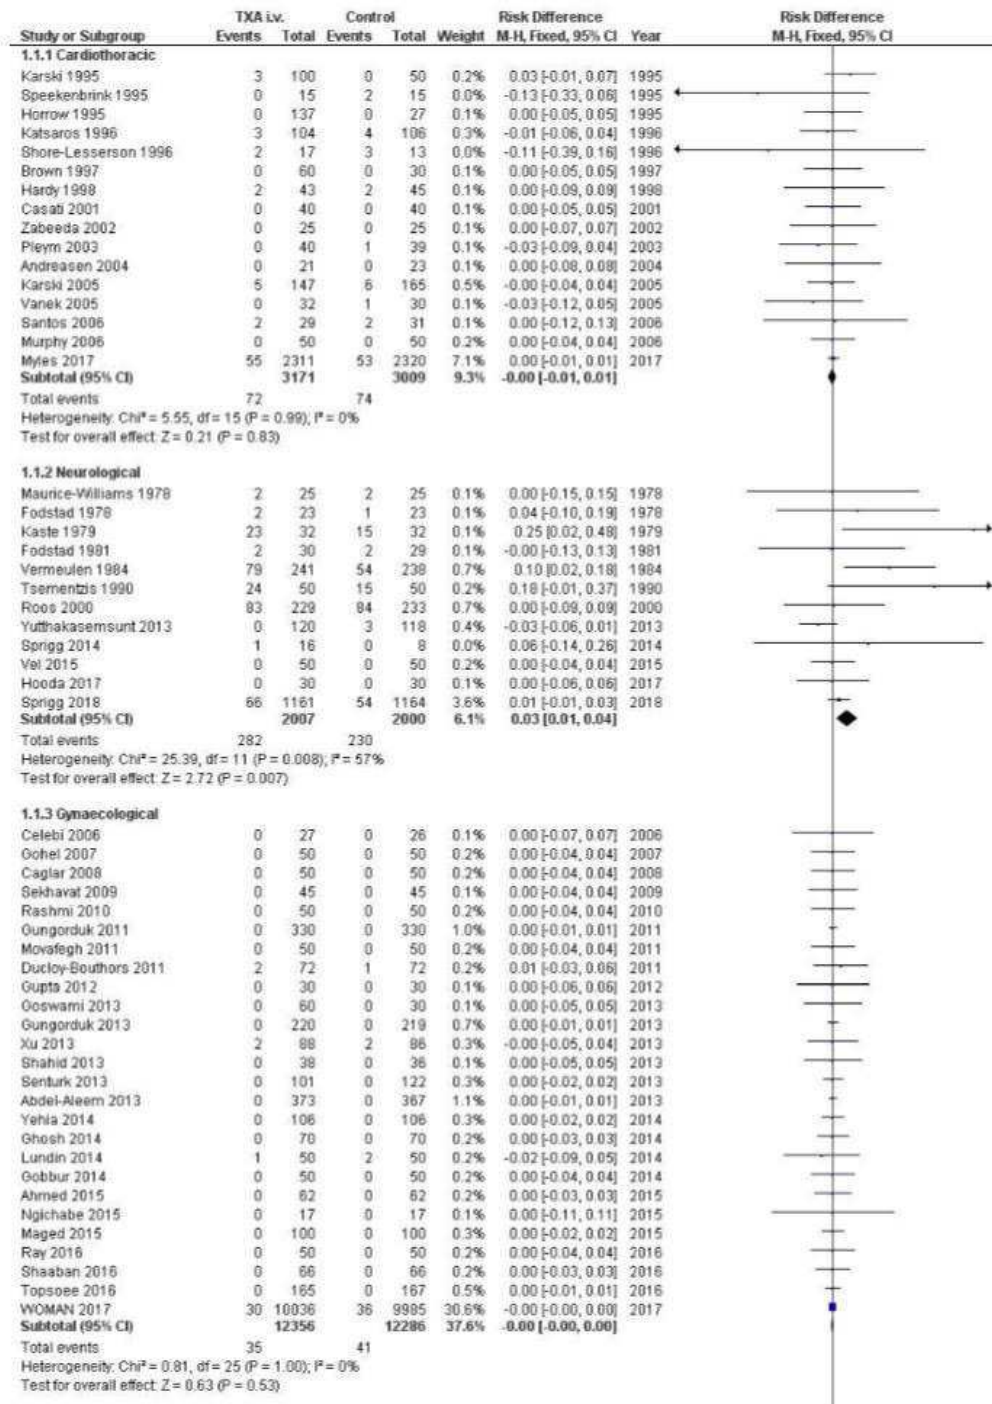 TXA i.v. Control Risk Difference Risk Difference
Study or Subgroup Events Total Events Total Weight M-H, Fixed, 95% CI Year M-H, Fixed, 95% CI
1.1.1 Cardiothoracic
Karski 1995 3 100 0 50 0.2% 0.03 [-0.01, 0.07] 1995
Speekenbrink 1995 0 15 2 15 0.0% -0.13 [-0.33, 0.06] 1995
Horrow 1995 0 137 0 27 0.1% 0.00 [-0.05, 0.05] 1995
Katsaros 1996 3 104 4 106 0.3% -0.01 [-0.06, 0.04] 1996
Shore-Lesserson 1996 2 17 3 13 0.0% -0.11 [-0.39, 0.16] 1996
Brown 1997 0 60 0 30 0.1% 0.00 [-0.05, 0.05] 1997
Hardy 1998 2 43 2 45 0.1% 0.00 [-0.09, 0.09] 1998
Casati 2001 0 40 0 40 0.1% 0.00 [-0.05, 0.05] 2001
Zabeeda 2002 0 25 0 25 0.1% 0.00 [-0.07, 0.07] 2002
Pleym 2003 0 40 1 39 0.1% -0.03 [-0.09, 0.04] 2003
Andreasen 2004 0 21 0 23 0.1% 0.00 [-0.08, 0.08] 2004
Karski 2005 5 147 6 165 0.5% -0.00 [-0.04, 0.04] 2005
Vanek 2005 0 32 1 30 0.1% -0.03 [-0.12, 0.05] 2005
Santos 2006 2 29 2 31 0.1% 0.00 [-0.12, 0.13] 2006
Murphy 2006 0 50 0 50 0.2% 0.00 [-0.04, 0.04] 2006
Myles 2017 55 2311 53 2320 7.1% 0.00 [-0.01, 0.01] 2017
Subtotal (95% CI) 3171 3009 9.3% -0.00 [-0.01, 0.01]
Total events 72 74
Heterogeneity: Chi² = 5.55, df = 15 (P = 0.99); I² = 0%
Test for overall effect: Z = 0.21 (P = 0.83)
1.1.2 Neurological
Maurice-Williams 1978 2 25 2 25 0.1% 0.00 [-0.15, 0.15] 1978
Fodstad 1978 2 23 1 23 0.1% 0.04 [-0.10, 0.19] 1978
Kaste 1979 23 32 15 32 0.1% 0.25 [0.02, 0.48] 1979
Fodstad 1981 2 30 2 29 0.1% -0.00 [-0.13, 0.13] 1981
Vermeulen 1984 79 241 54 238 0.7% 0.10 [0.02, 0.18] 1984
Tsementzis 1990 24 50 15 50 0.2% 0.18 [-0.01, 0.37] 1990
Roos 2000 83 229 84 233 0.7% 0.00 [-0.09, 0.09] 2000
Yutthakasemsunt 2013 0 120 3 118 0.4% -0.03 [-0.06, 0.01] 2013
Sprigg 2014 1 16 0 8 0.0% 0.06 [-0.14, 0.26] 2014
Vel 2015 0 50 0 50 0.2% 0.00 [-0.04, 0.04] 2015
Hooda 2017 0 30 0 30 0.1% 0.00 [-0.06, 0.06] 2017
Sprigg 2018 66 1161 54 1164 3.6% 0.01 [-0.01, 0.03] 2018
Subtotal (95% CI) 2007 2000 6.1% 0.03 [0.01, 0.04]
Total events 282 230
Heterogeneity: Chi² = 25.39, df = 11 (P = 0.008); I² = 57%
Test for overall effect: Z = 2.72 (P = 0.007)
1.1.3 Gynaecological
Celebi 2006 0 27 0 26 0.1% 0.00 [-0.07, 0.07] 2006
Gohel 2007 0 50 0 50 0.2% 0.00 [-0.04, 0.04] 2007
Caglar 2008 0 50 0 50 0.2% 0.00 [-0.04, 0.04] 2008
Sekhavat 2009 0 45 0 45 0.1% 0.00 [-0.04, 0.04] 2009
Rashmi 2010 0 50 0 50 0.2% 0.00 [-0.04, 0.04] 2010
Gungorduk 2011 0 330 0 330 1.0% 0.00 [-0.01, 0.01] 2011
Movafegh 2011 0 50 0 50 0.2% 0.00 [-0.04, 0.04] 2011
Ducloy-Bouthors 2011 2 72 1 72 0.2% 0.01 [-0.03, 0.06] 2011
Gupta 2012 0 30 0 30 0.1% 0.00 [-0.06, 0.06] 2012
Goswami 2013 0 60 0 30 0.1% 0.00 [-0.05, 0.05] 2013
Gungorduk 2013 0 220 0 219 0.7% 0.00 [-0.01, 0.01] 2013
Xu 2013 2 88 2 86 0.3% -0.00 [-0.05, 0.04] 2013
Shahid 2013 0 38 0 36 0.1% 0.00 [-0.05, 0.05] 2013
Senturk 2013 0 101 0 122 0.3% 0.00 [-0.02, 0.02] 2013
Abdel-Aleem 2013 0 373 0 367 1.1% 0.00 [-0.01, 0.01] 2013
Yehia 2014 0 106 0 106 0.3% 0.00 [-0.02, 0.02] 2014
Ghosh 2014 0 70 0 70 0.2% 0.00 [-0.03, 0.03] 2014
Lundin 2014 1 50 2 50 0.2% -0.02 [-0.09, 0.05] 2014
Gobbur 2014 0 50 0 50 0.2% 0.00 [-0.04, 0.04] 2014
Ahmed 2015 0 62 0 62 0.2% 0.00 [-0.03, 0.03] 2015
Ngichabe 2015 0 17 0 17 0.1% 0.00 [-0.11, 0.11] 2015
Maged 2015 0 100 0 100 0.3% 0.00 [-0.02, 0.02] 2015
Ray 2016 0 50 0 50 0.2% 0.00 [-0.04, 0.04] 2016
Shaaban 2016 0 66 0 66 0.2% 0.00 [-0.03, 0.03] 2016
Topsoee 2016 0 165 0 167 0.5% 0.00 [-0.01, 0.01] 2016
WOMAN 2017 30 10036 36 9985 30.6% -0.00 [-0.00, 0.00] 2017
Subtotal (95% CI) 12356 12286 37.6% -0.00 [-0.00, 0.00]
Total events 35 41
Heterogeneity: Chi² = 0.81, df = 25 (P = 1.00); I² = 0%
Test for overall effect: Z = 0.63 (P = 0.53)